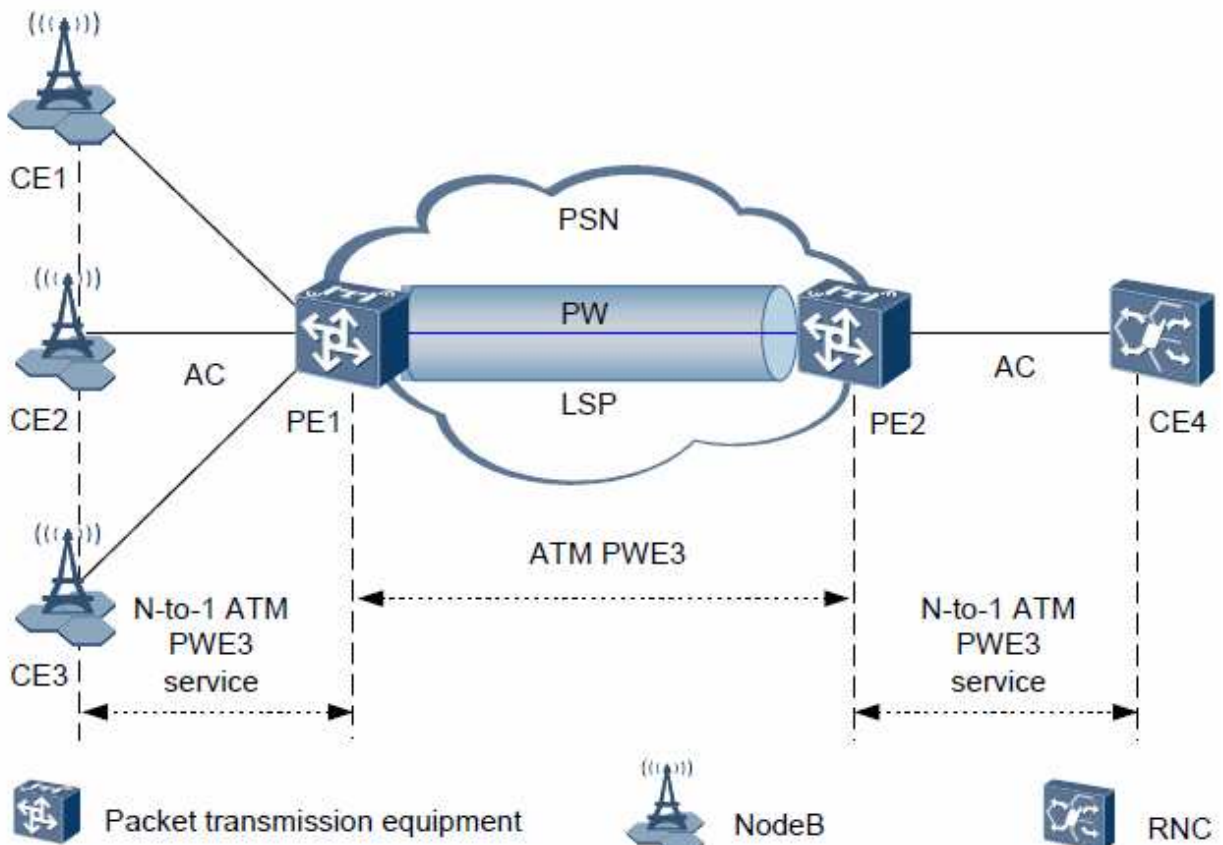 CE1
PSN
PW
CE2
AC
PE1
LSP
PE2
AC
CE4
ATM PWE3
CE3
N-to-1 ATM
PWE3
service
N-to-1 ATM
PWE3
service
Packet transmission equipment
NodeB
RNC